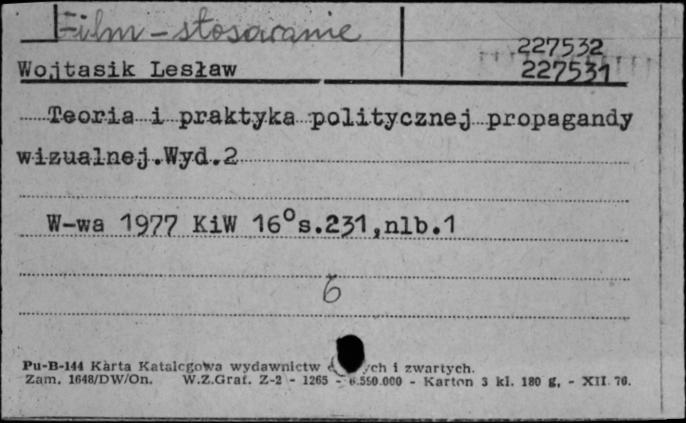 Film - stosowanie
227532
Wojtasik Lesław 227531
Teoria i praktyka politycznej propagandy
wizualnej.Wyd.2
W-wa 1977 KiW 16°s.231,nlb.1
6
Pu-B-144 Karta Katalogowa wydawnictw i zwartych.
Zam. 1648/DW/On. W.Z.Graf. Z-2 - 1265 - 6.550.000 - Karton 3 kl. 180 g. - XII. 76.